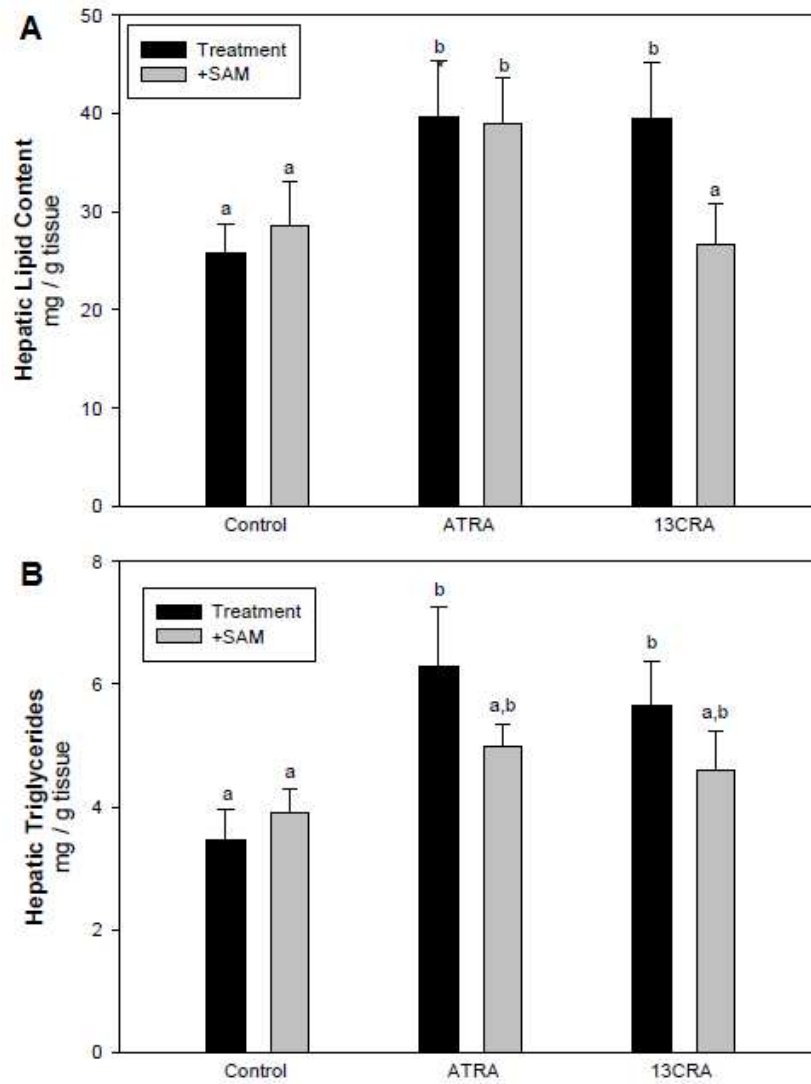 A
50
Treatment
+SAM
b
b
b
40
a
a
a
30
20
10
0
Hepatic Lipid Content
mg / g tissue
Control
ATRA
13CRA
B
8
Treatment
+SAM
b
b
6
a,b
a,b
a
a
4
2
0
Hepatic Triglycerides
mg / g tissue
Control
ATRA
13CRA